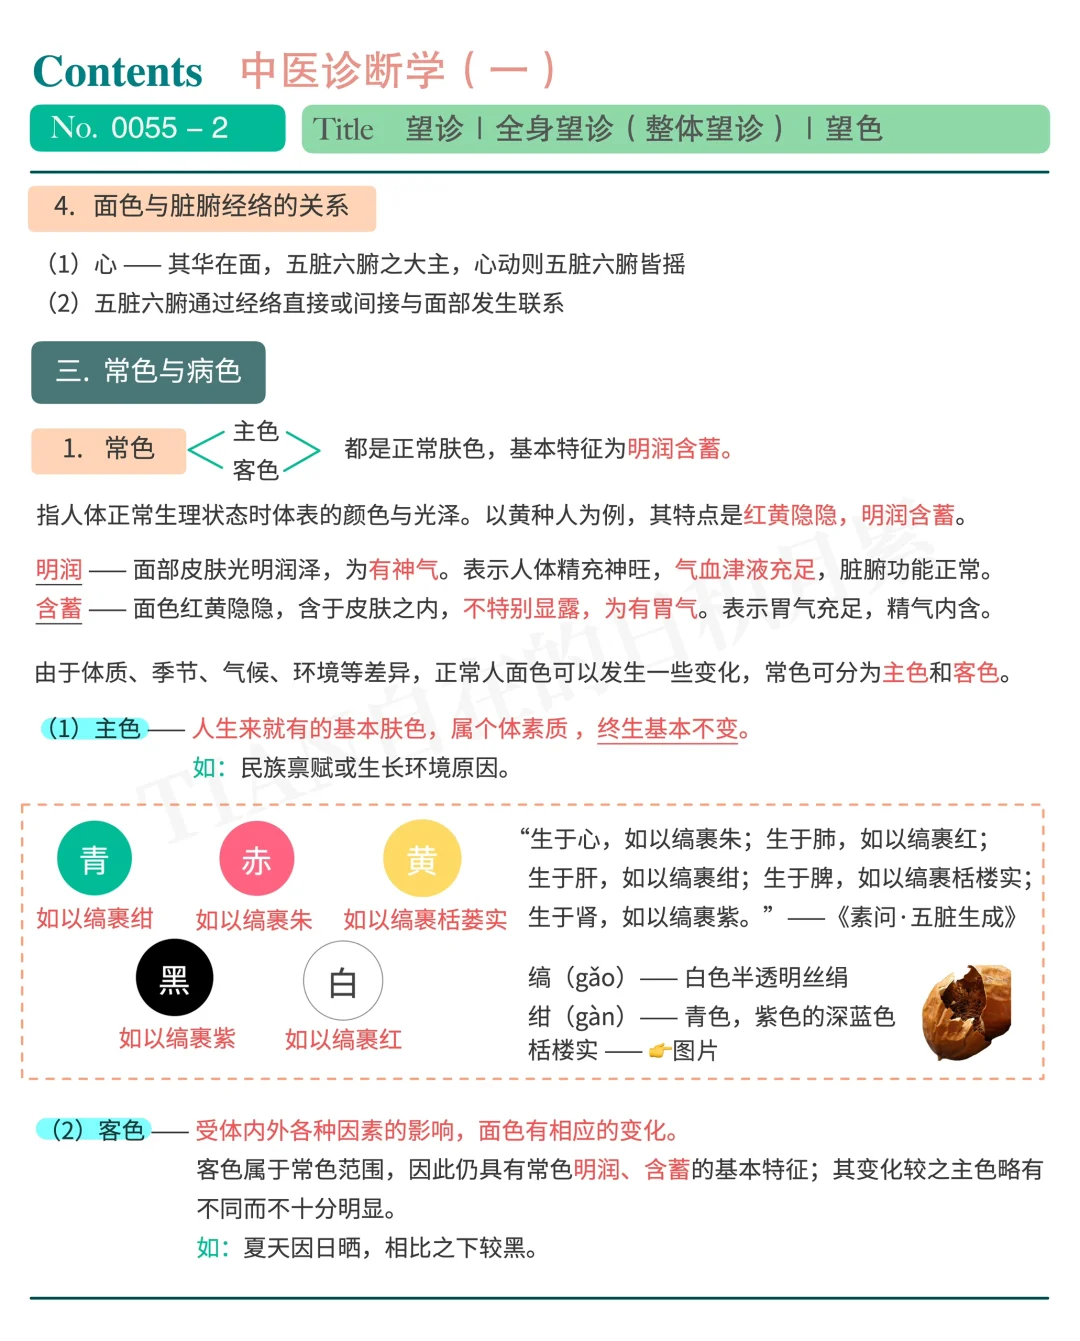 Contents 中医诊断学（一）
No. 0055 – 2
Title 望诊 | 全身望诊（整体望诊） | 望色
4. 面色与脏腑经络的关系
（1）心 —— 其华在面，五脏六腑之大主，心动则五脏六腑皆摇
（2）五脏六腑通过经络直接或间接与面部发生联系
三. 常色与病色
1. 常色
主色
客色
都是正常肤色，基本特征为明润含蓄。
指人体正常生理状态时体表的颜色与光泽。以黄种人为例，其特点是红黄隐隐，明润含蓄。
明润 —— 面部皮肤光明润泽，为有神气。表示人体精充神旺，气血津液充足，脏腑功能正常。
含蓄 —— 面色红黄隐隐，含于皮肤之内，不特别显露，为有胃气。表示胃气充足，精气内含。
由于体质、季节、气候、环境等差异，正常人面色可以发生一些变化，常色可分为主色和客色。
（1）主色 —— 人生来就有的基本肤色，属个体素质 ，终生基本不变。
如：民族禀赋或生长环境原因。
青
赤
黄
如以缟裹绀
如以缟裹朱
如以缟裹栝蒌实
黑
白
如以缟裹紫
如以缟裹红
“生于心，如以缟裹朱；生于肺，如以缟裹红；
生于肝，如以缟裹绀；生于脾，如以缟裹栝楼实；
生于肾，如以缟裹紫。” ——《素问·五脏生成》
缟（gǎo）—— 白色半透明丝绢
绀（gàn）—— 青色，紫色的深蓝色
栝楼实 —— 👉图片
（2）客色 —— 受体内外各种因素的影响，面色有相应的变化。
客色属于常色范围，因此仍具有常色明润、含蓄的基本特征；其变化较之主色略有
不同而不十分明显。
如：夏天因日晒，相比之下较黑。
TIAN自在的日积月累